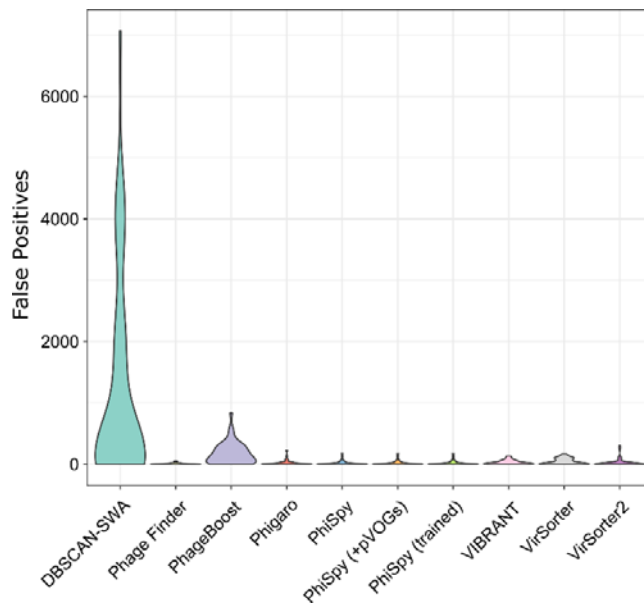 False Positives
6000
4000
2000
0
DBSCAN-SWA
Phage Finder
PhageBoost
Phigaro
PhiSpy
PhiSpy (+pVOGs)
PhiSpy (trained)
VIBRANT
VirSorter
VirSorter2